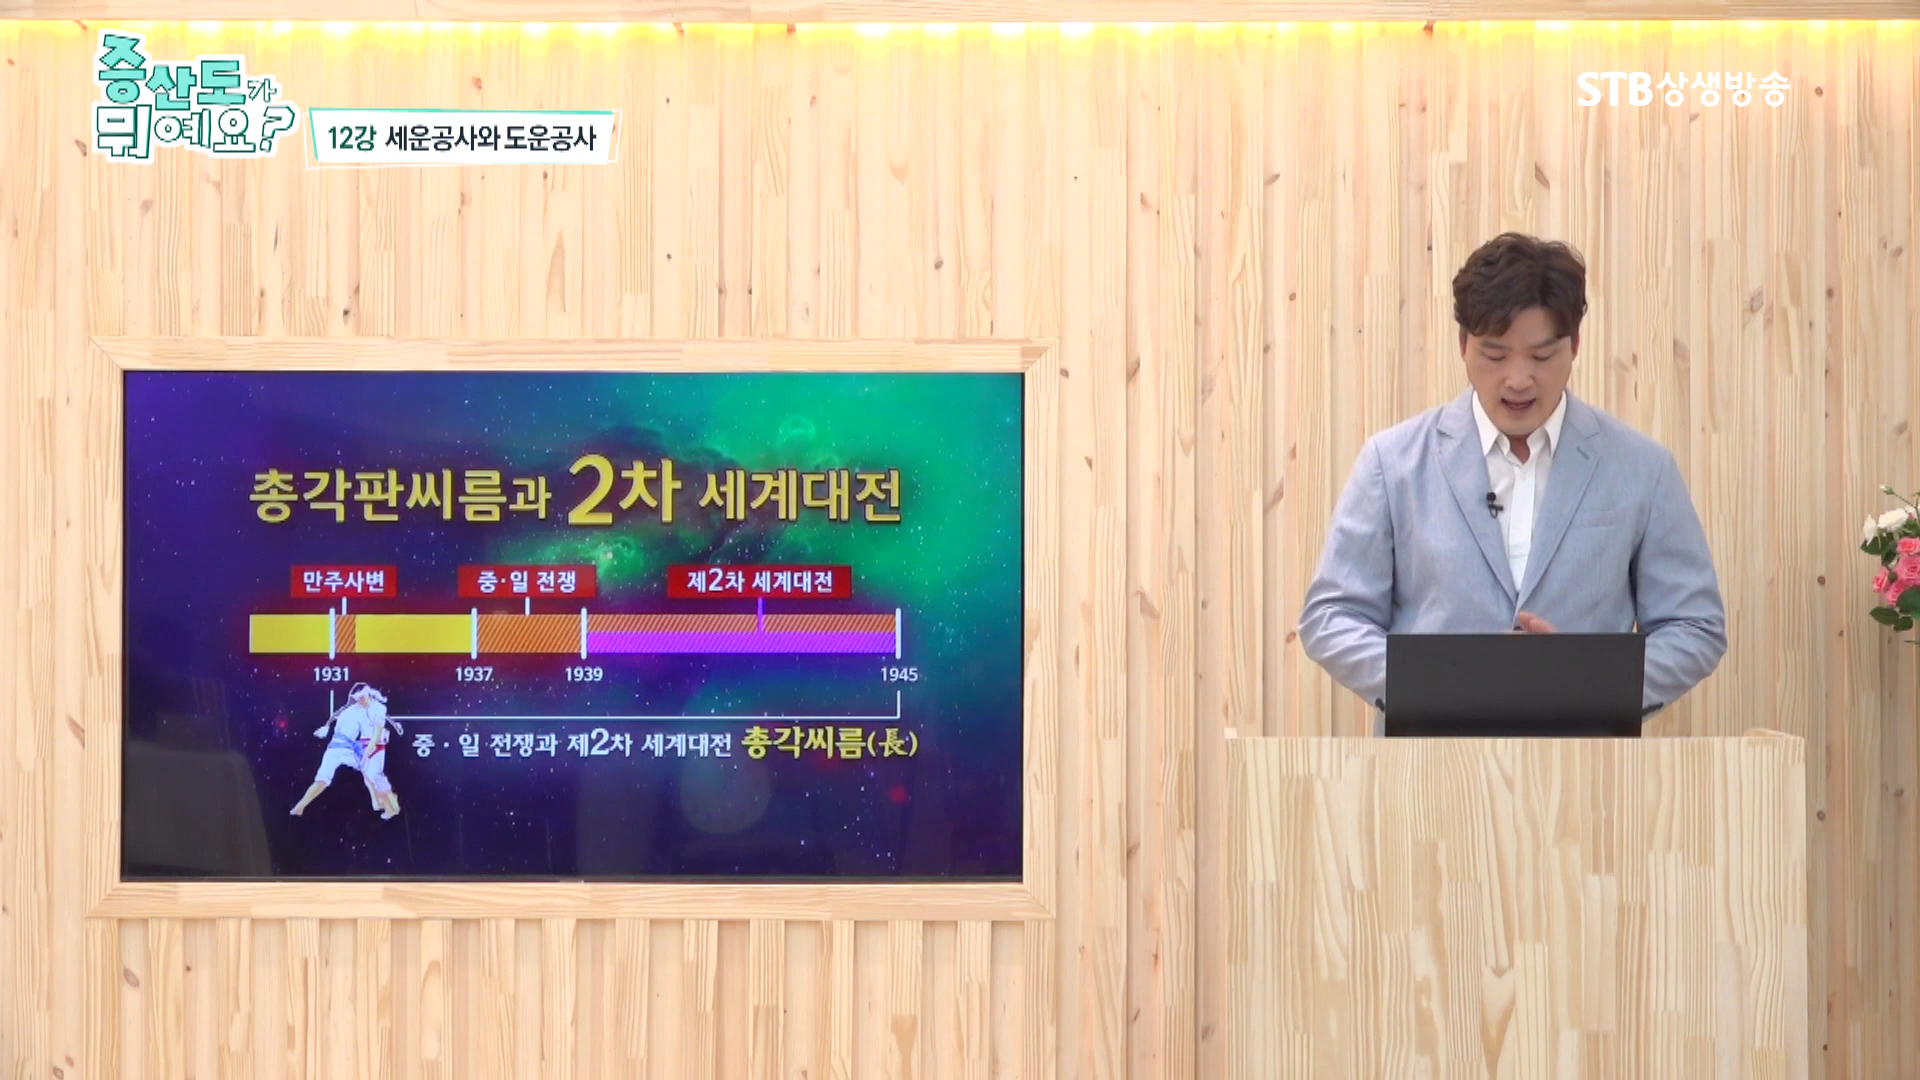 증산도가
뭐예요?
12강 세운공사와 도운공사
STB상생방송
총각판씨름과 2차 세계대전
만주사변
중·일 전쟁
제2차 세계대전
1931
1937
1939
1945
중·일 전쟁과 제2차 세계대전 총각씨름(長)